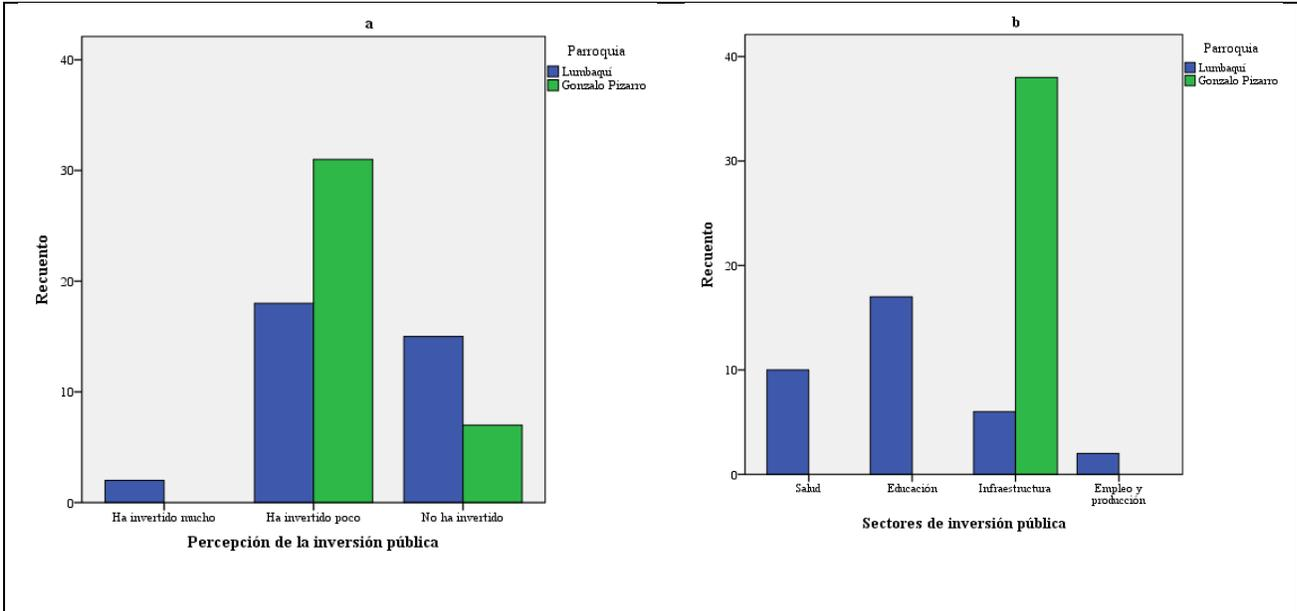 a
Parroquia
Lumbaquí
Gonzalo Pizarro
40
30
20
10
0
Recuento
Ha invertido mucho
Ha invertido poco
No ha invertido
Percepción de la inversión pública
b
Parroquia
Lumbaquí
Gonzalo Pizarro
40
30
20
10
0
Recuento
Salud
Educación
Infraestructura
Empleo y
producción
Sectores de inversión pública